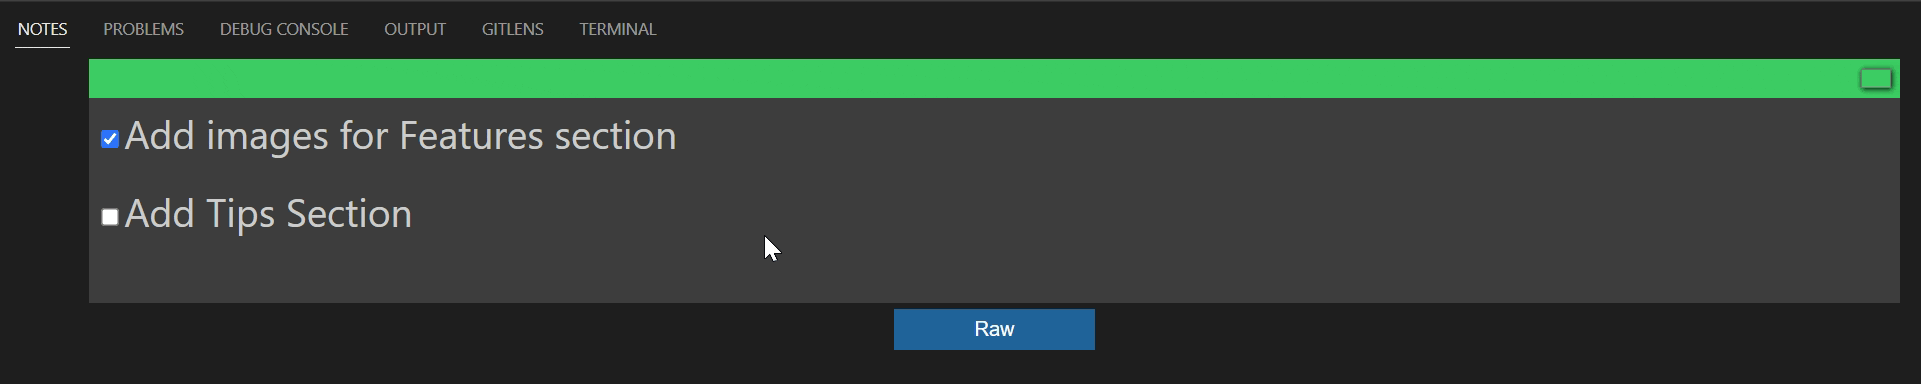 NOTES PROBLEMS DEBUG CONSOLE OUTPUT GITLENS TERMINAL
Add images for Features section
Add Tips Section
Raw